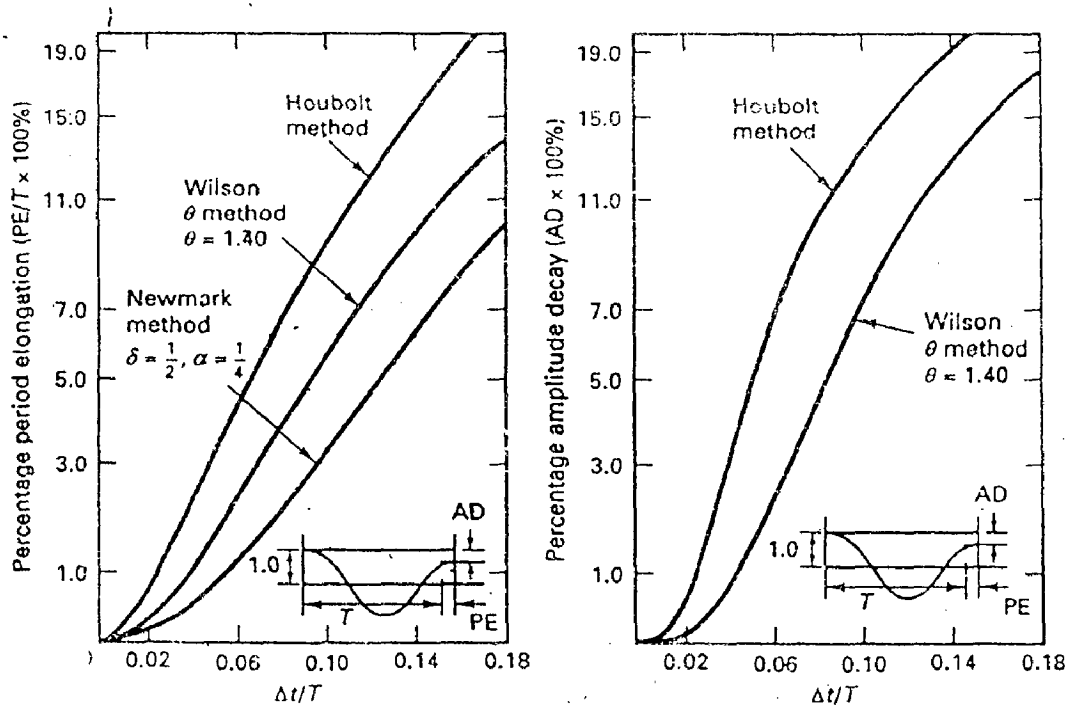 Percentage period elongation (PE/T × 100%)
19.0
15.0
11.0
7.0
5.0
3.0
1.0
Houbolt
method
Wilson
θ method
θ = 1.40
Newmark
method
δ = 1/2, α = 1/4
AD
1.0
T
PE
0.02
0.06
0.10
0.14
0.18
Δt/T
Percentage amplitude decay (AD × 100%)
19.0
15.0
11.0
7.0
5.0
3.0
1.0
Houbolt
method
Wilson
θ method
θ = 1.40
AD
1.0
T
PE
0.02
0.06
0.10
0.14
0.18
Δt/T